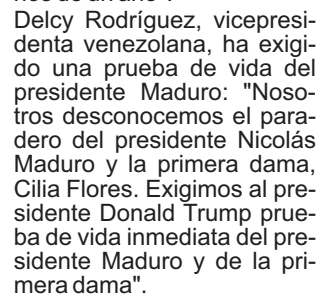 Delcy Rodríguez, vicepresi-
denta venezolana, ha exigi-
do una prueba de vida del
presidente Maduro: "Noso-
tros desconocemos el para-
dero del presidente Nicolás
Maduro y la primera dama,
Cilia Flores. Exigimos al pre-
sidente Donald Trump prue-
ba de vida inmediata del pre-
sidente Maduro y de la pri-
mera dama".